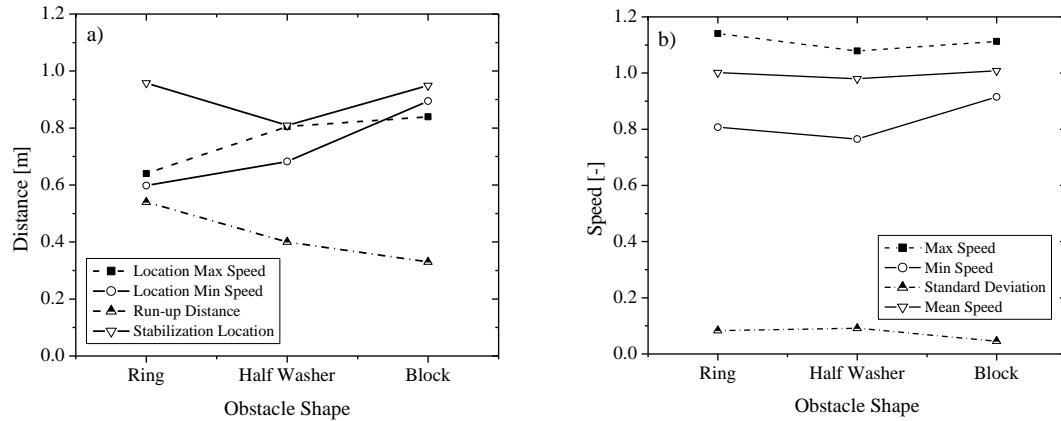 a)
1.2
1.0
0.8
0.6
0.4
0.2
0.0
Distance [m]
Location Max Speed
Location Min Speed
Run-up Distance
Stabilization Location
Ring Half Washer Block
Obstacle Shape
b)
1.2
1.0
0.8
0.6
0.4
0.2
0.0
Speed [-]
Max Speed
Min Speed
Standard Deviation
Mean Speed
Ring Half Washer Block
Obstacle Shape